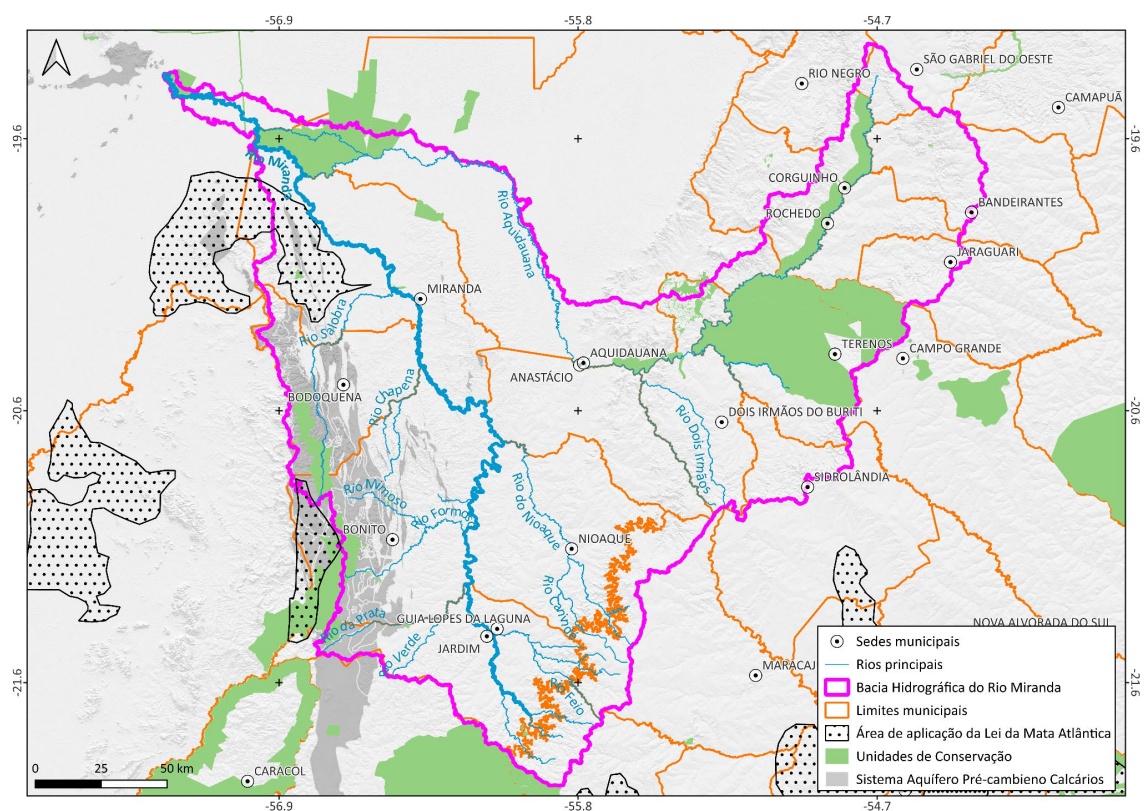 -56.9
-55.8
-54.7
SÃO GABRIEL DO OESTE
RIO NEGRO
CAMAPUÃ
-19.6
-19.6
Rio Miranda
CORGUINHO
Rio Aquidauana
ROCHEDO
BANDEIRANTES
JARAGUARI
MIRANDA
TERENOS
CAMPO GRANDE
AQUIDAUANA
ANASTÁCIO
BODOQUENA
Rio Chapena
-20.6
-20.6
DOIS IRMÃOS DO BURITI
Rio Dois Irmãos
SIDROLÂNDIA
Rio Mimoso
Rio Formoso
Rio do Nioaque
BONITO
NIOAQUE
Rio Carinda
GUIA LOPES DA LAGUNA
Rio da Prata
NOVA ALVORADA DO SUL
JARDIM
Rio Verde
MARACAJ
-21.6
-21.6
CARACOL
0 25 50 km
Sedes municipais
Rios principais
Bacia Hidrográfica do Rio Miranda
Limites municipais
Área de aplicação da Lei da Mata Atlântica
Unidades de Conservação
Sistema Aquífero Pré-cambieno Calcários
-56.9
-55.8
-54.7